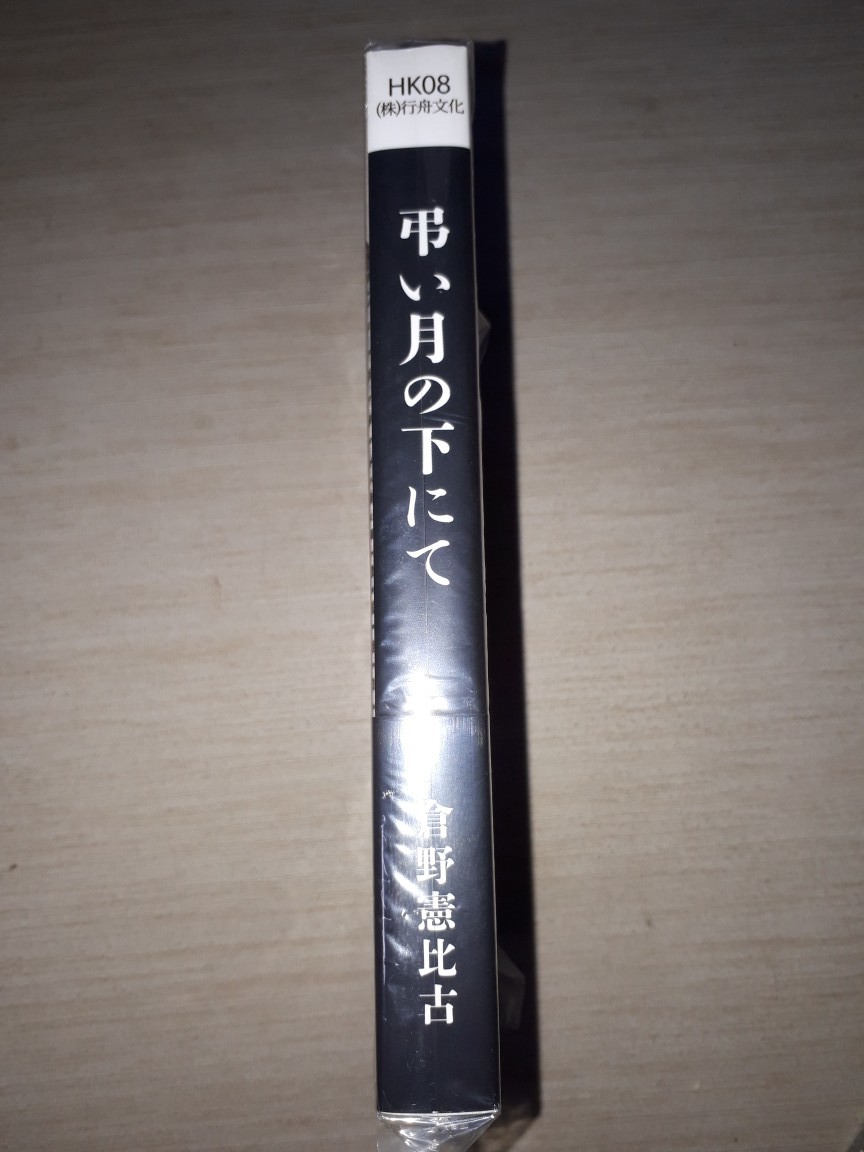 HK08
(株)行舟文化
弔い月の下にて
倉野憲比古